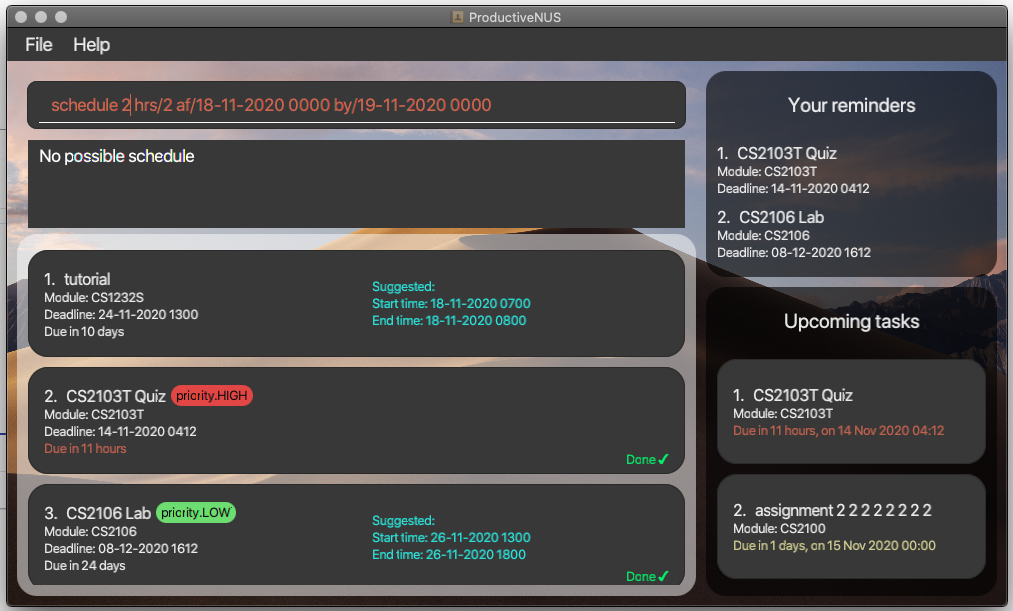 ProductiveNUS
File Help
schedule 2 hrs/2 af/18-11-2020 0000 by/19-11-2020 0000
No possible schedule
1. tutorial
Module: CS1232S
Deadline: 24-11-2020 1300
Due in 10 days
Suggested:
Start time: 18-11-2020 0700
End time: 18-11-2020 0800
2. CS2103T Quiz priority.HIGH
Module: CS2103T
Deadline: 14-11-2020 0412
Due in 11 hours
Done ✓
3. CS2106 Lab priority.LOW
Module: CS2106
Deadline: 08-12-2020 1612
Due in 24 days
Suggested:
Start time: 26-11-2020 1300
End time: 26-11-2020 1800
Done ✓
Your reminders
1. CS2103T Quiz
Module: CS2103T
Deadline: 14-11-2020 0412
2. CS2106 Lab
Module: CS2106
Deadline: 08-12-2020 1612
Upcoming tasks
1. CS2103T Quiz
Module: CS2103T
Due in 11 hours, on 14 Nov 2020 04:12
2. assignment 2 2 2 2 2 2 2 2
Module: CS2100
Due in 1 days, on 15 Nov 2020 00:00